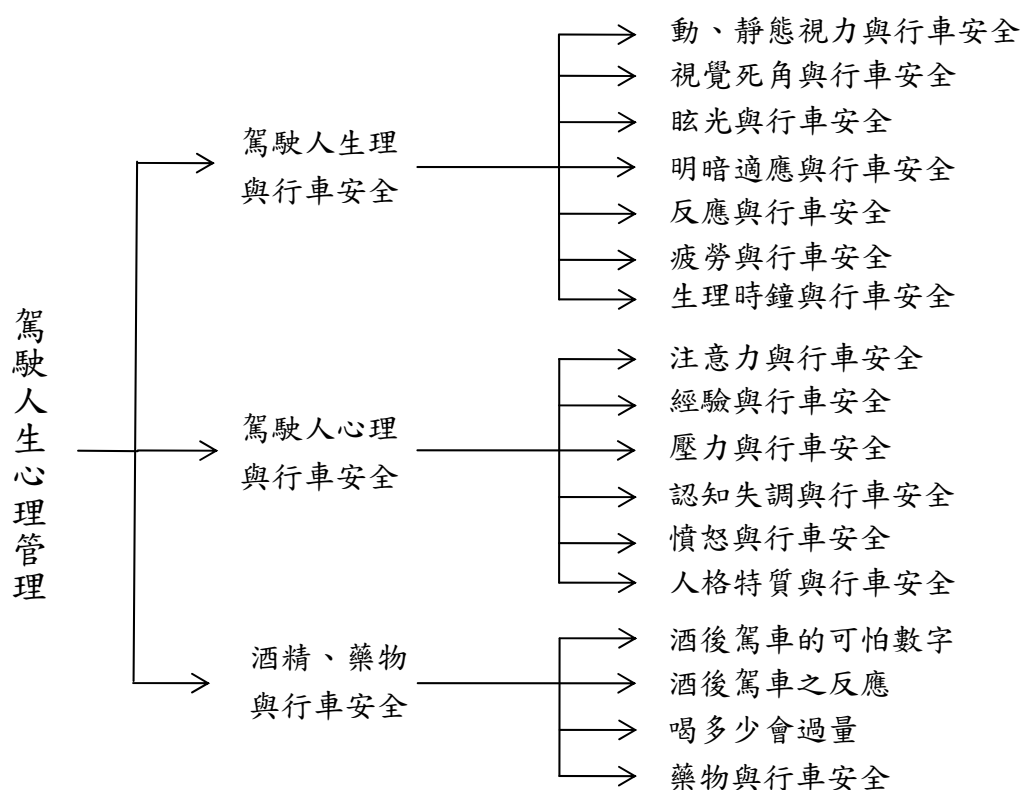 駕駛人生心理管理
駕駛人生理
與行車安全
動、靜態視力與行車安全
視覺死角與行車安全
眩光與行車安全
明暗適應與行車安全
反應與行車安全
疲勞與行車安全
生理時鐘與行車安全
駕駛人心理
與行車安全
注意力與行車安全
經驗與行車安全
壓力與行車安全
認知失調與行車安全
憤怒與行車安全
人格特質與行車安全
酒精、藥物
與行車安全
酒後駕車的可怕數字
酒後駕車之反應
喝多少會過量
藥物與行車安全